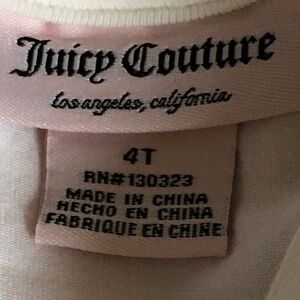 Juicy Couture
los angeles, california
4T
RN#130323
MADE IN CHINA
HECHO EN CHINA
FABRIQUE EN CHINE